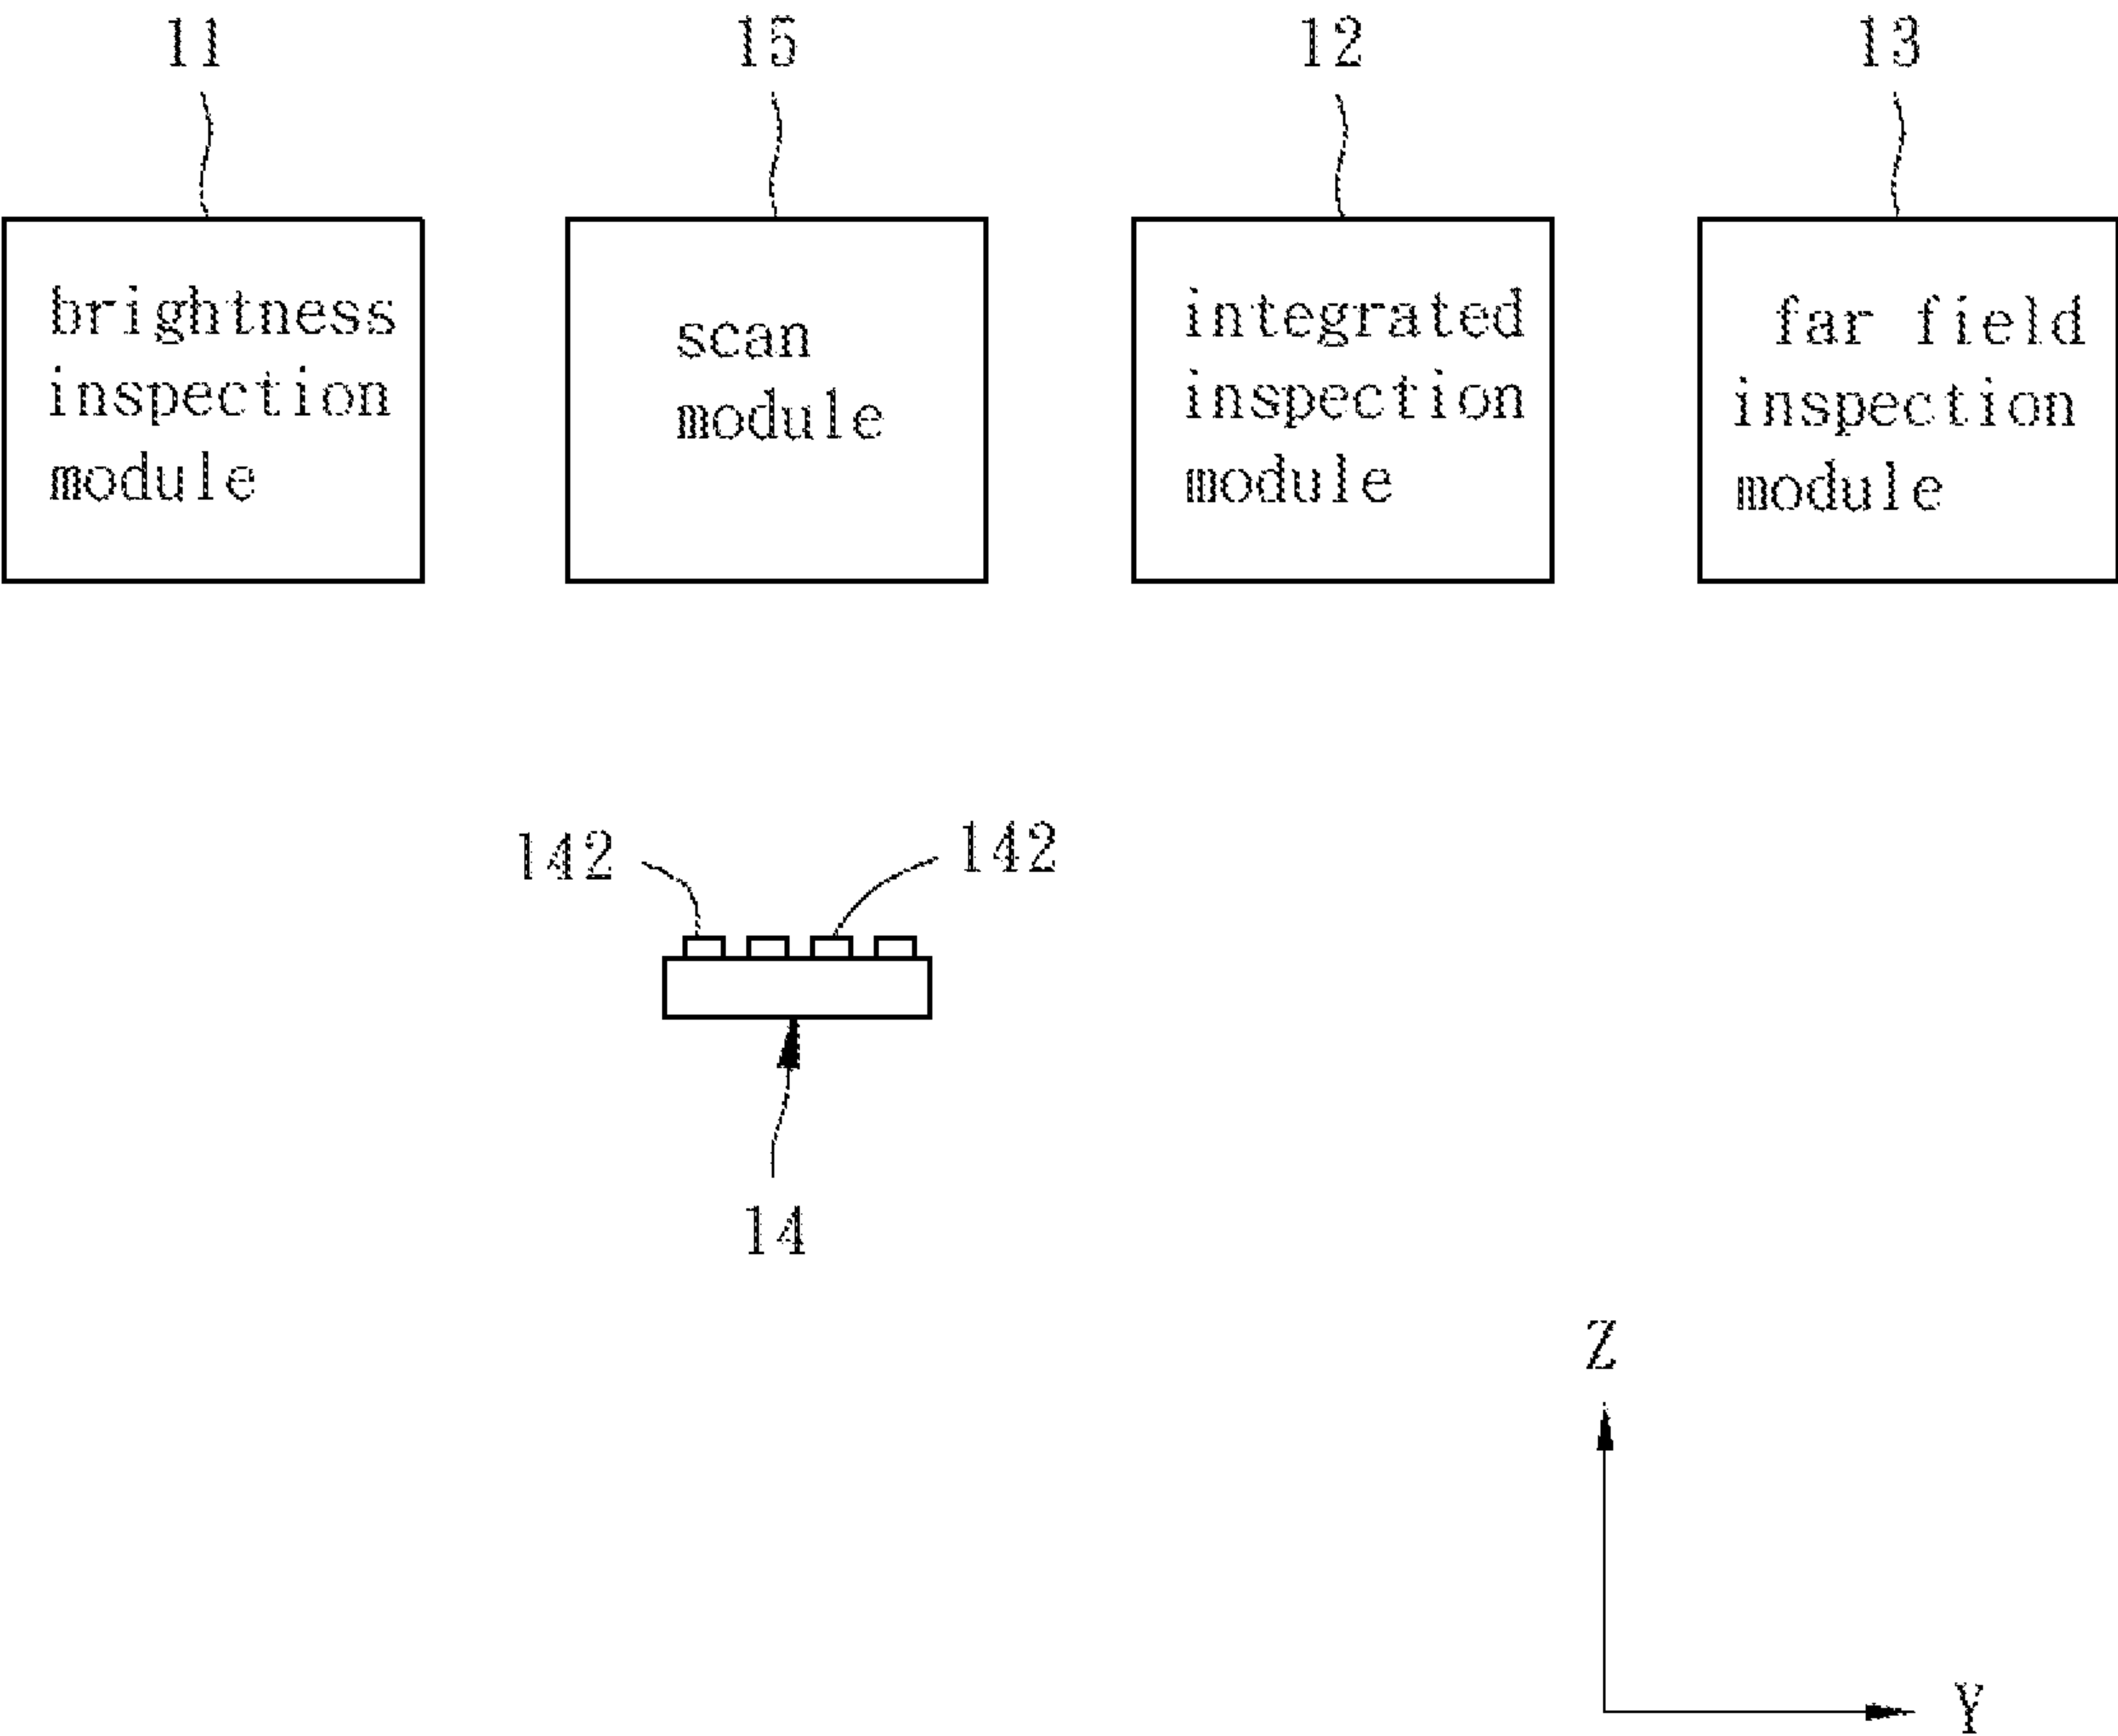 11 15 12 13
brightness
inspection
module
scan
module
integrated
inspection
module
far field
inspection
module
142 142
14
Z
Y